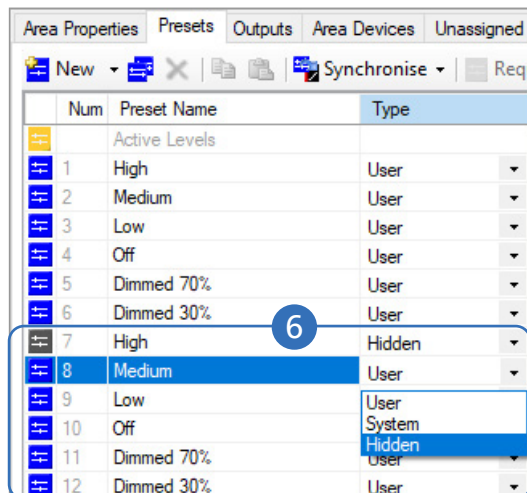 Area Properties Presets Outputs Area Devices Unassigned
New Synchronise Req
Num Preset Name Type
Active Levels
1 High User
2 Medium User
3 Low User
4 Off User
5 Dimmed 70% User
6 Dimmed 30% User
6
7 High Hidden
8 Medium User
9 Low User
10 Off System
Hidden
11 Dimmed 70% User
12 Dimmed 30% User